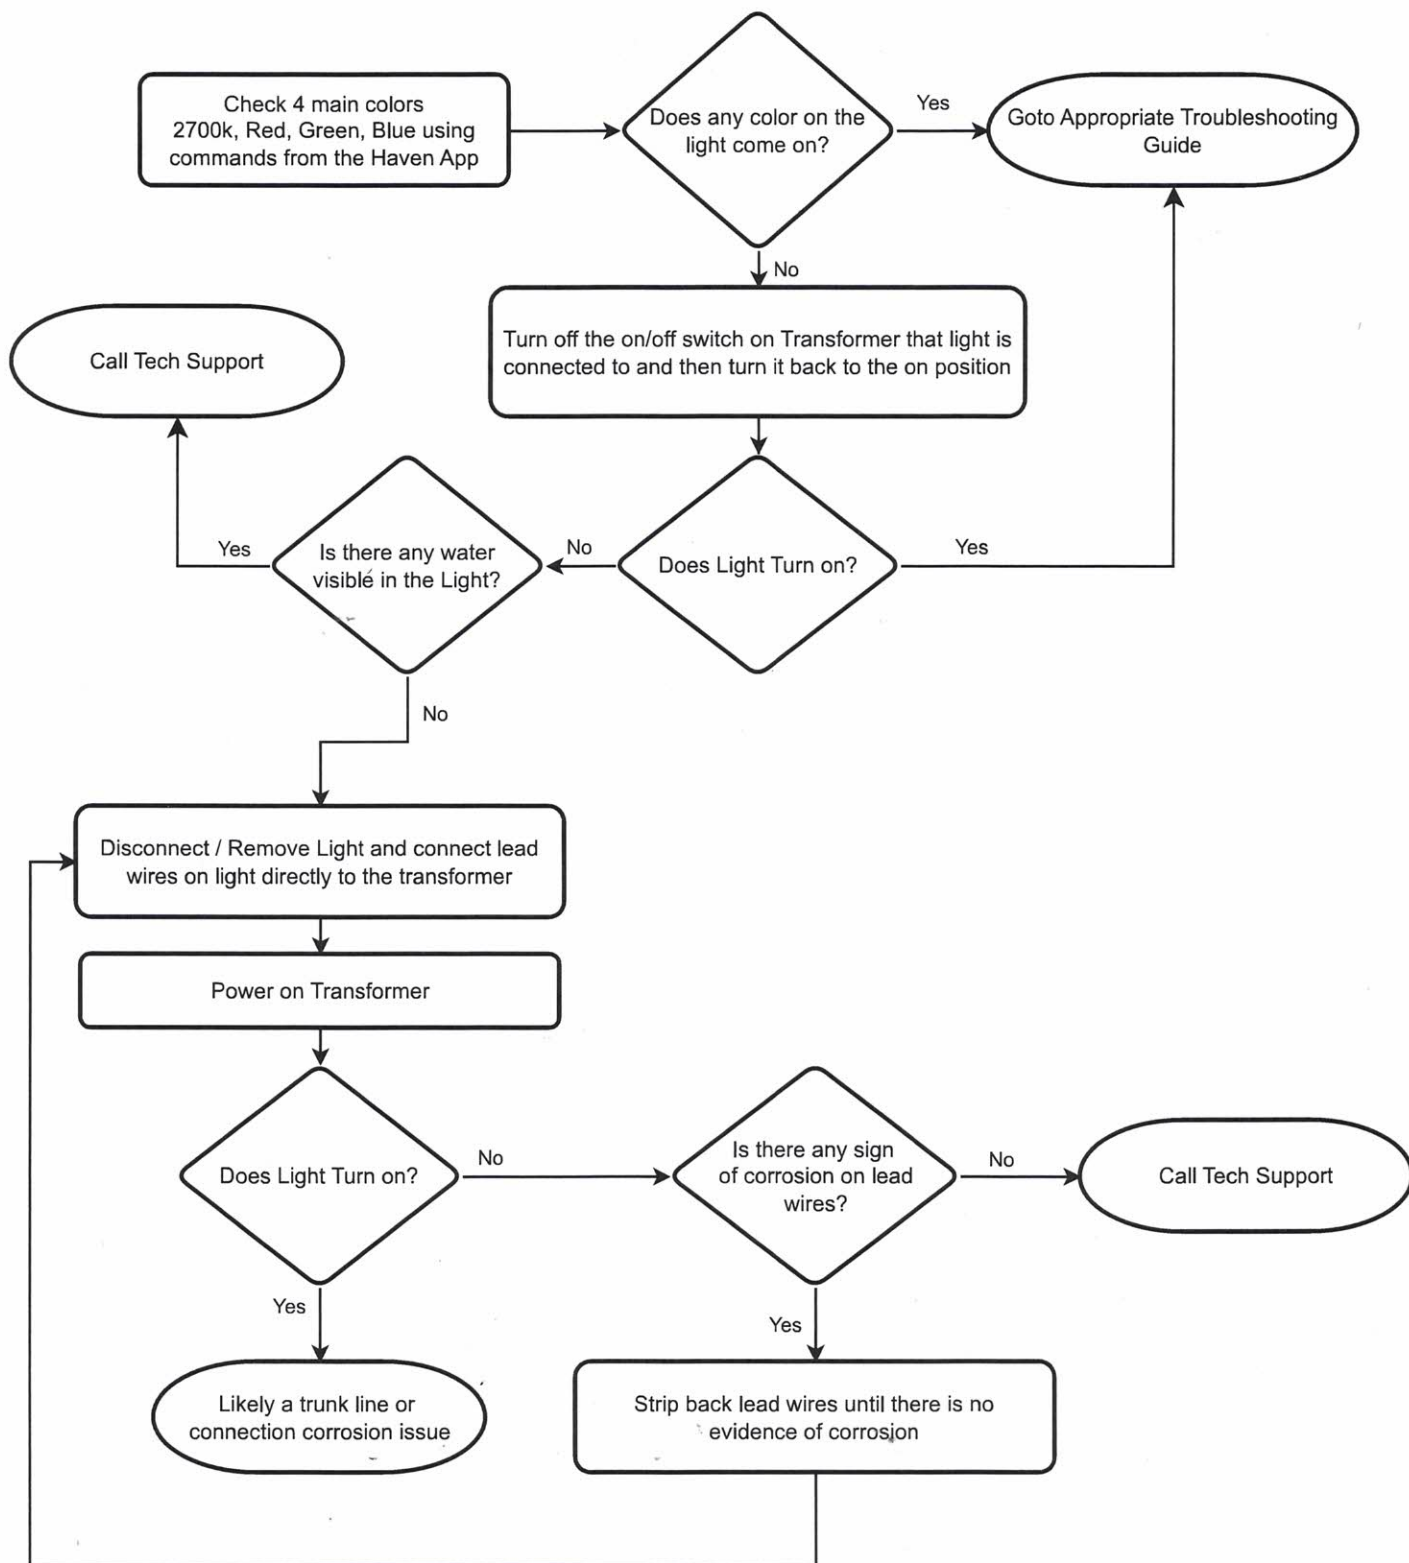 Check 4 main colors
2700k, Red, Green, Blue using
commands from the Haven App
Does any color on the
light come on?
Yes
Goto Appropriate Troubleshooting
Guide
No
Turn off the on/off switch on Transformer that light is
connected to and then turn it back to the on position
Call Tech Support
Yes
Is there any water
visible in the Light?
No
Does Light Turn on?
Yes
No
Disconnect / Remove Light and connect lead
wires on light directly to the transformer
Power on Transformer
Does Light Turn on?
No
Is there any sign
of corrosion on lead
wires?
No
Call Tech Support
Yes
Likely a trunk line or
connection corrosion issue
Yes
Strip back lead wires until there is no
evidence of corrosion